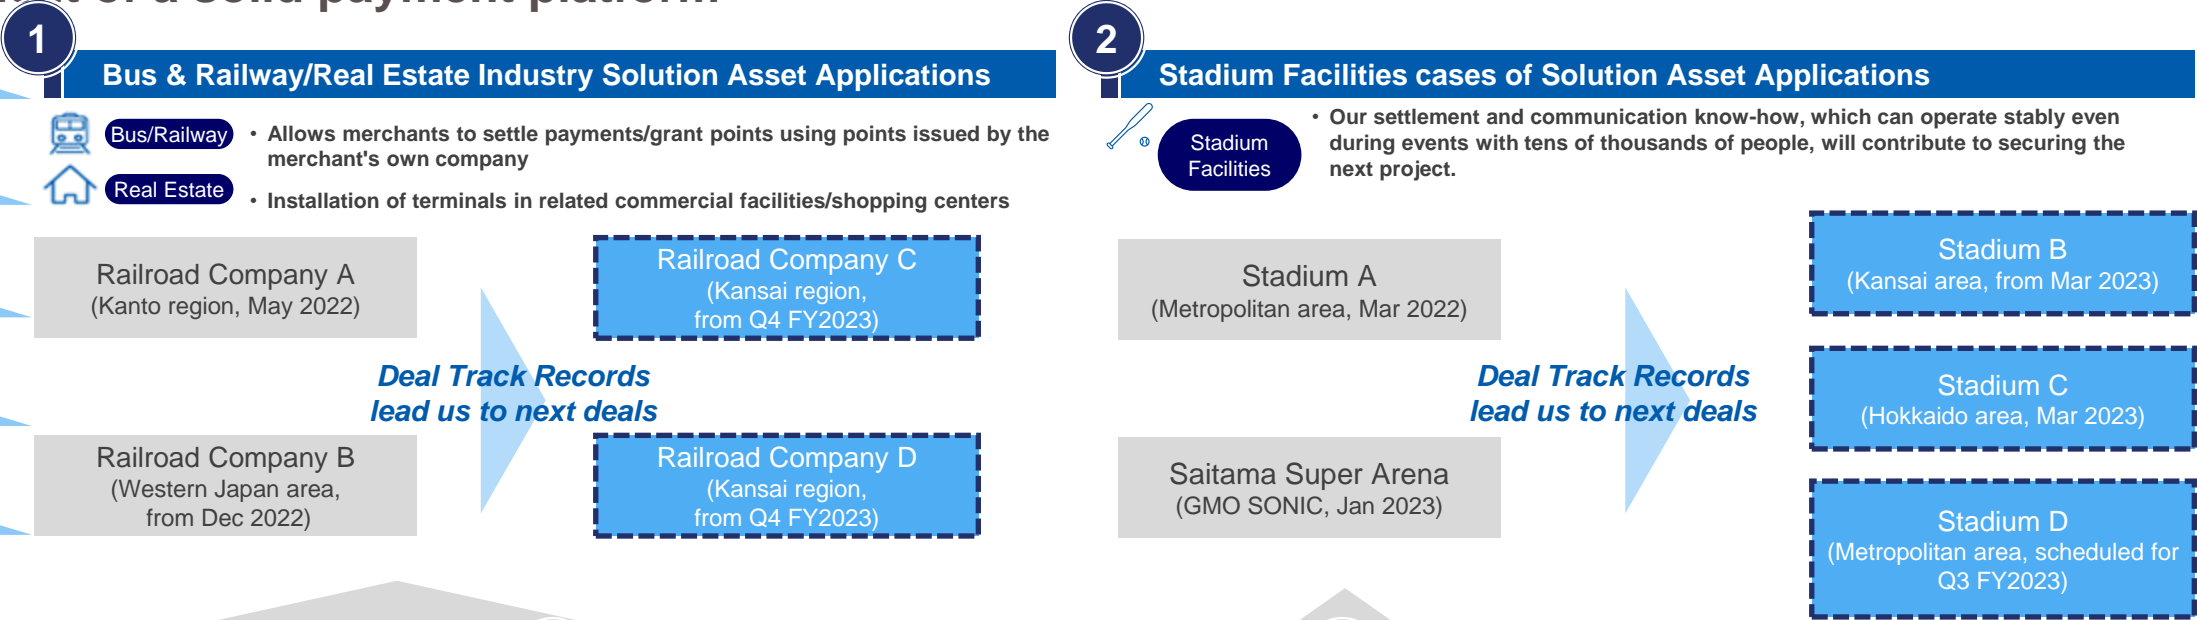 of a solid payment platform
1
Bus & Railway/Real Estate Industry Solution Asset Applications
Bus/Railway
• Allows merchants to settle payments/grant points using points issued by the
merchant's own company
Real Estate
• Installation of terminals in related commercial facilities/shopping centers
Railroad Company A
(Kanto region, May 2022)
Railroad Company B
(Western Japan area,
from Dec 2022)
Deal Track Records
lead us to next deals
Railroad Company C
(Kansai region,
from Q4 FY2023)
Railroad Company D
(Kansai region,
from Q4 FY2023)
2
Stadium Facilities cases of Solution Asset Applications
Stadium
Facilities
• Our settlement and communication know-how, which can operate stably even
during events with tens of thousands of people, will contribute to securing the
next project.
Stadium A
(Metropolitan area, Mar 2022)
Saitama Super Arena
(GMO SONIC, Jan 2023)
Deal Track Records
lead us to next deals
Stadium B
(Kansai area, from Mar 2023)
Stadium C
(Hokkaido area, Mar 2023)
Stadium D
(Metropolitan area, scheduled for
Q3 FY2023)